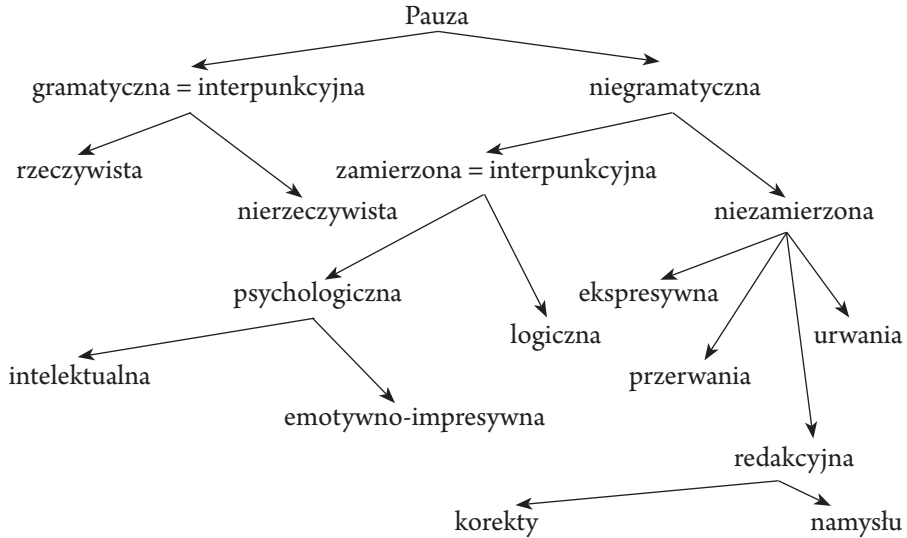 Pauza
gramatyczna = interpunkcyjna
niegramatyczna
rzeczywista
zamierzona = interpunkcyjna
nierzeczywista
niezamierzona
psychologiczna
ekspresywna
logiczna
urwania
intelektualna
przerwania
emotywno-impresywna
redakcyjna
korekty
namysłu